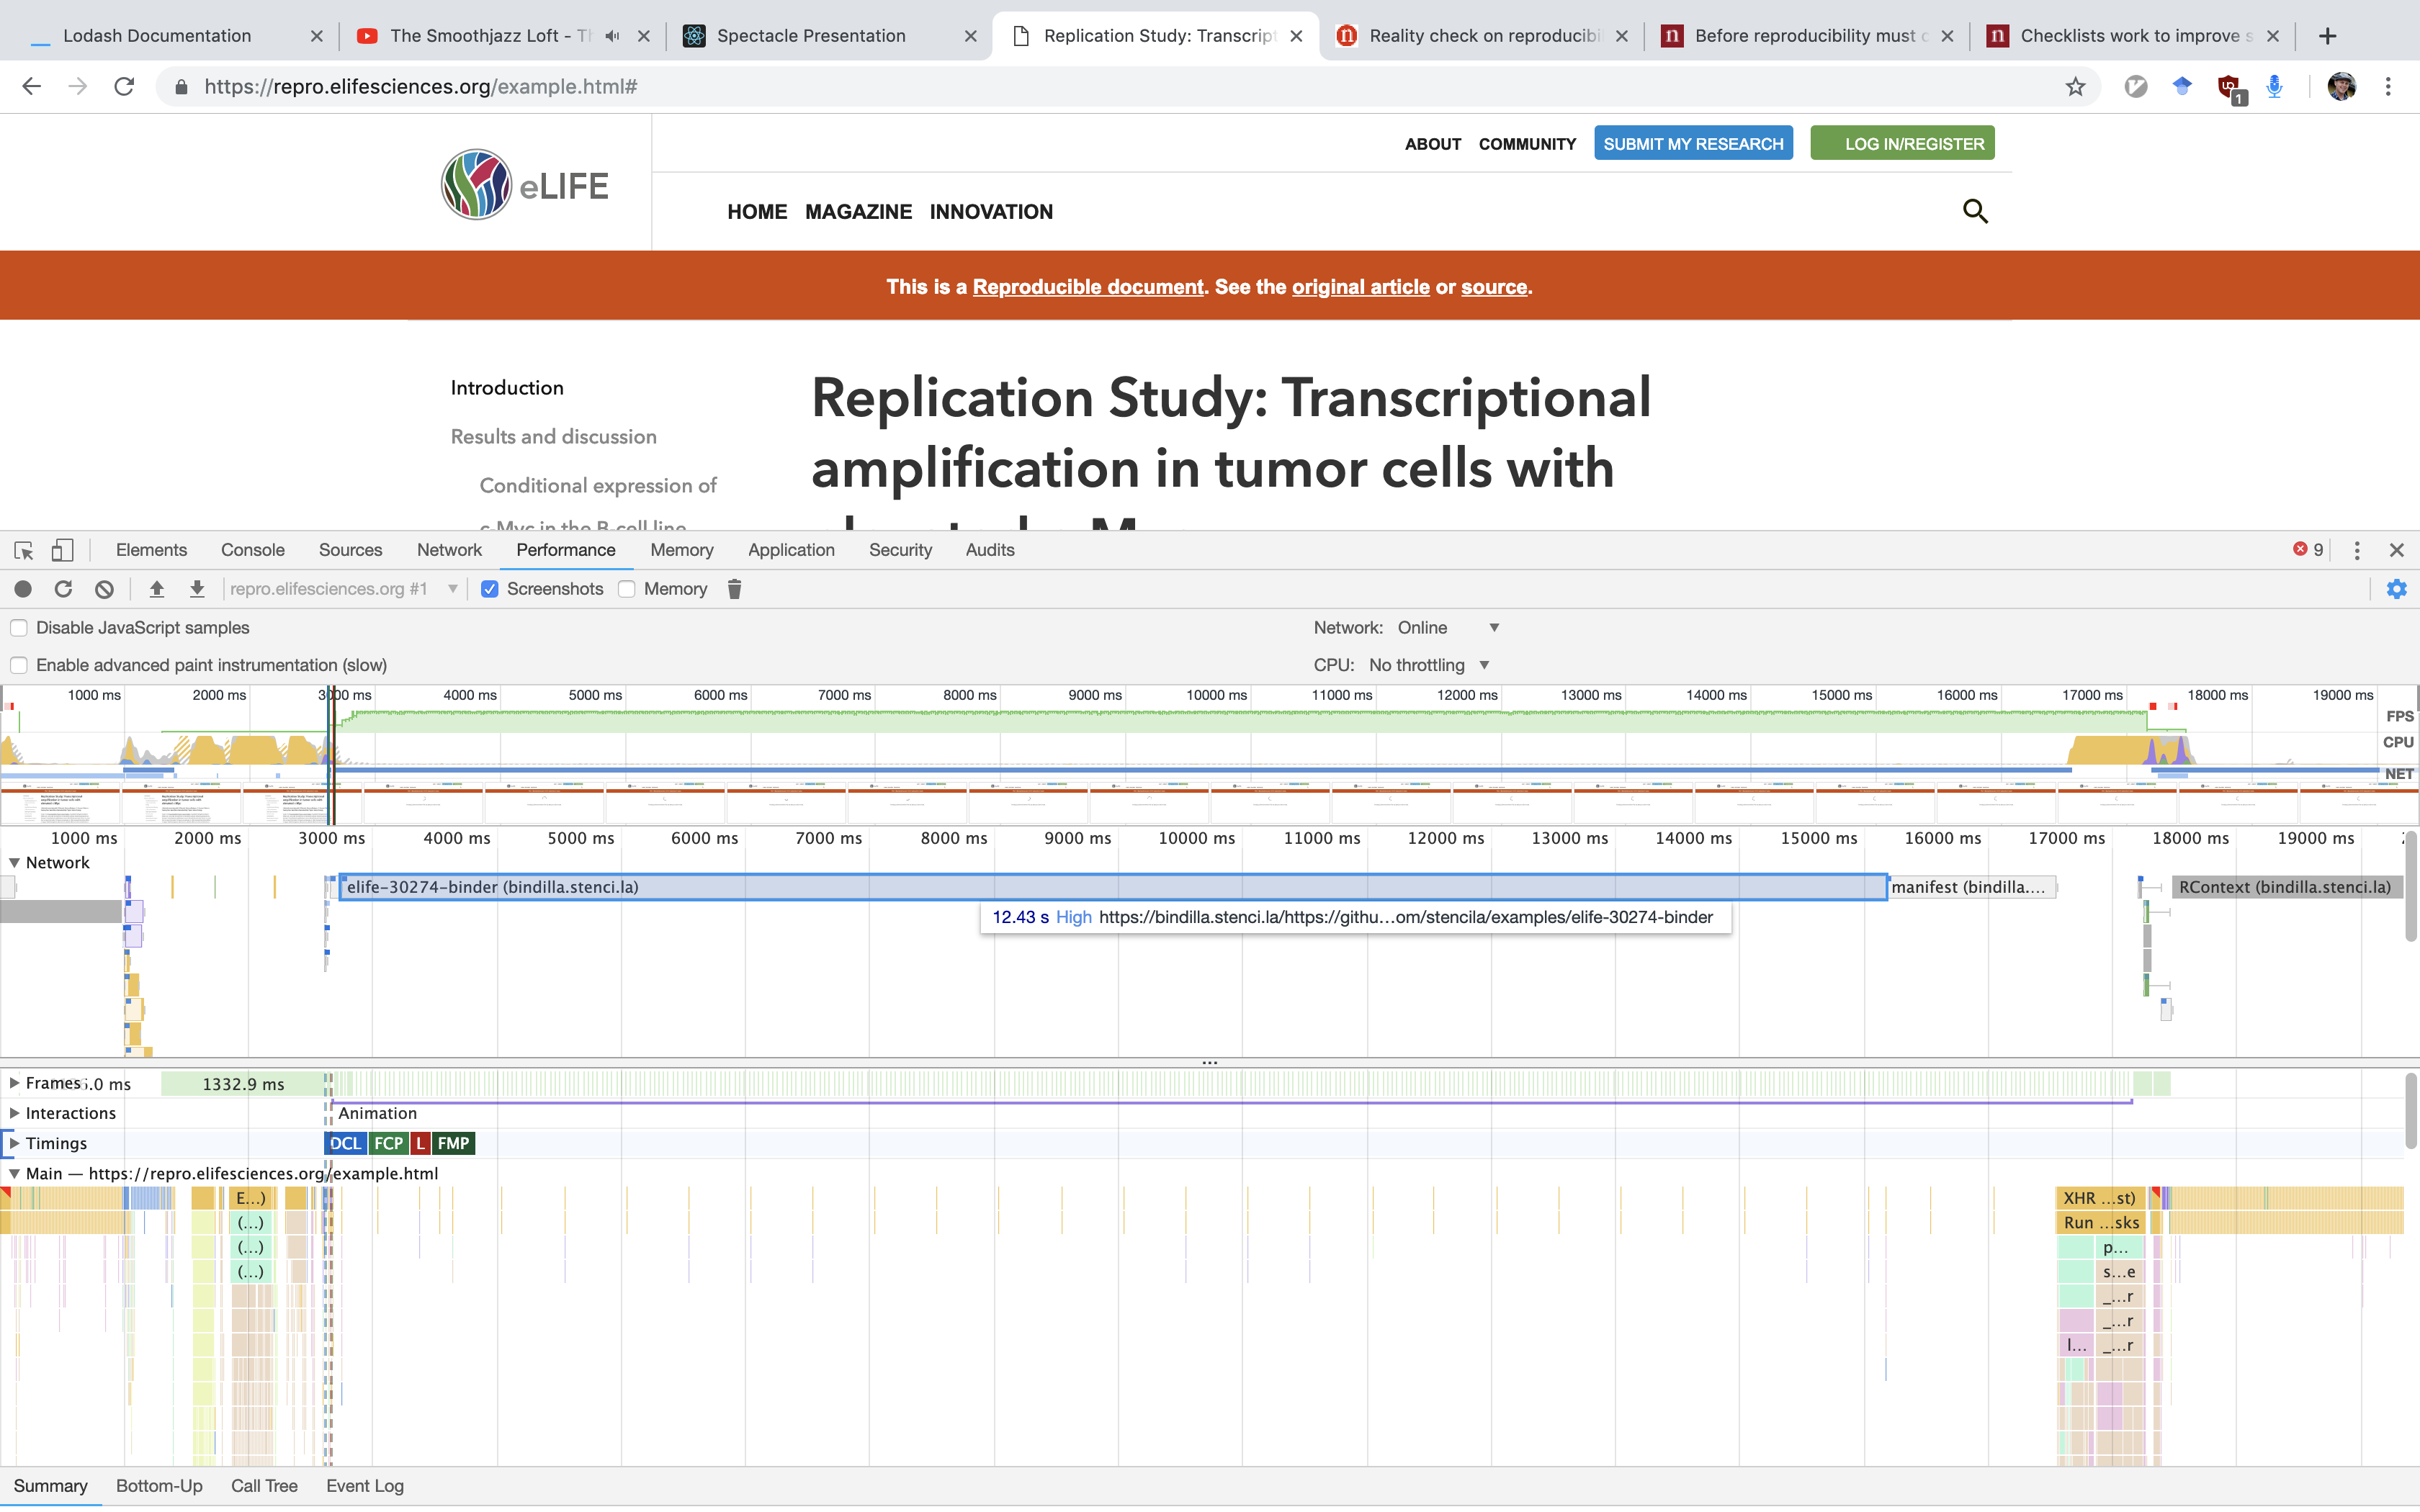 Lodash Documentation
The Smoothjazz Loft - Th
Spectacle Presentation
Replication Study: Transcript
Reality check on reproducibil
Before reproducibility must c
Checklists work to improve s
https://repro.elifesciences.org/example.html#
1
ABOUT COMMUNITY SUBMIT MY RESEARCH LOG IN/REGISTER
eLIFE
HOME MAGAZINE INNOVATION
This is a Reproducible document. See the original article or source.
Introduction
Results and discussion
Conditional expression of
c-Myc in the B-cell line
Replication Study: Transcriptional
amplification in tumor cells with
Elements Console Sources Network Performance Memory Application Security Audits 9
repro.elifesciences.org #1 Screenshots Memory
Disable JavaScript samples Network: Online
Enable advanced paint instrumentation (slow) CPU: No throttling
1000 ms 2000 ms 3000 ms 4000 ms 5000 ms 6000 ms 7000 ms 8000 ms 9000 ms 10000 ms 11000 ms 12000 ms 13000 ms 14000 ms 15000 ms 16000 ms 17000 ms 18000 ms 19000 ms
FPS
CPU
NET
1000 ms 2000 ms 3000 ms 4000 ms 5000 ms 6000 ms 7000 ms 8000 ms 9000 ms 10000 ms 11000 ms 12000 ms 13000 ms 14000 ms 15000 ms 16000 ms 17000 ms 18000 ms 19000 ms
Network
elife-30274-binder (bindilla.stenci.la) manifest (bindilla.... RContext (bindilla.stenci.la)
12.43 s High https://bindilla.stenci.la/https://githu…om/stencila/examples/elife-30274-binder
Frames .0 ms 1332.9 ms
Interactions Animation
Timings DCL FCP L FMP
Main — https://repro.elifesciences.org/example.html
E...) XHR ...st)
(...) Run ...sks
(...) p...
(...) s...e
_...r
_...r
l... _...r
Summary Bottom-Up Call Tree Event Log